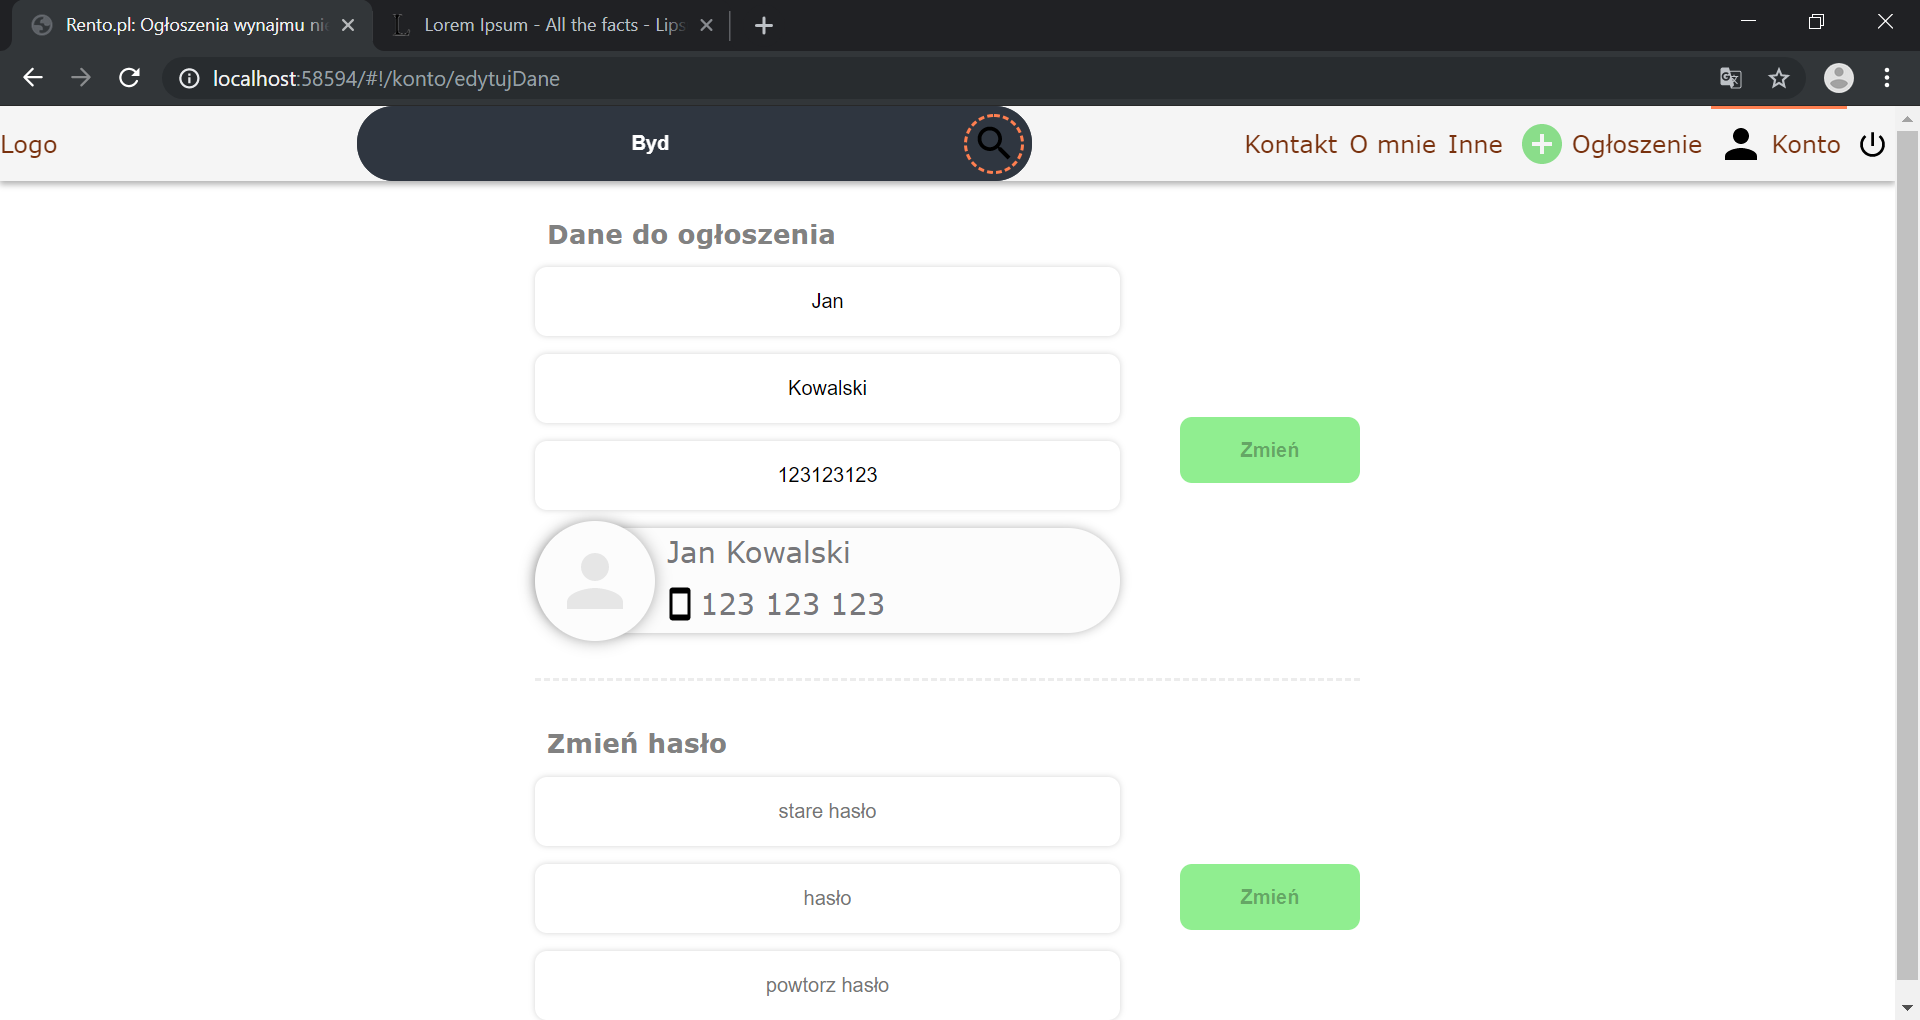 Rento.pl: Ogłoszenia wynajmu
Lorem Ipsum - All the facts - Lips
localhost:58594/#!/konto/edytujDane
Logo
Byd
Kontakt O mnie Inne
Ogłoszenie
Konto
Dane do ogłoszenia
Jan
Kowalski
123123123
Zmień
Jan Kowalski
123 123 123
Zmień hasło
stare hasło
hasło
Zmień
powtorz hasło